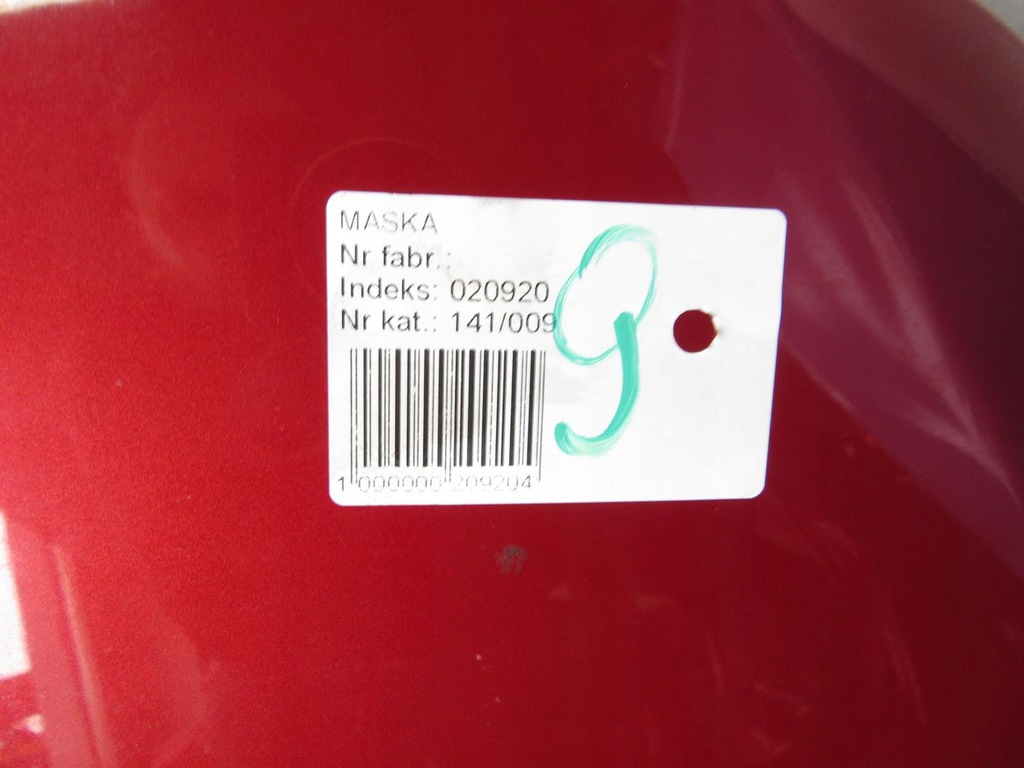 MASKA
Nr fabr.:
Indeks: 020920
Nr kat.: 141/009
9
1 000000 209204